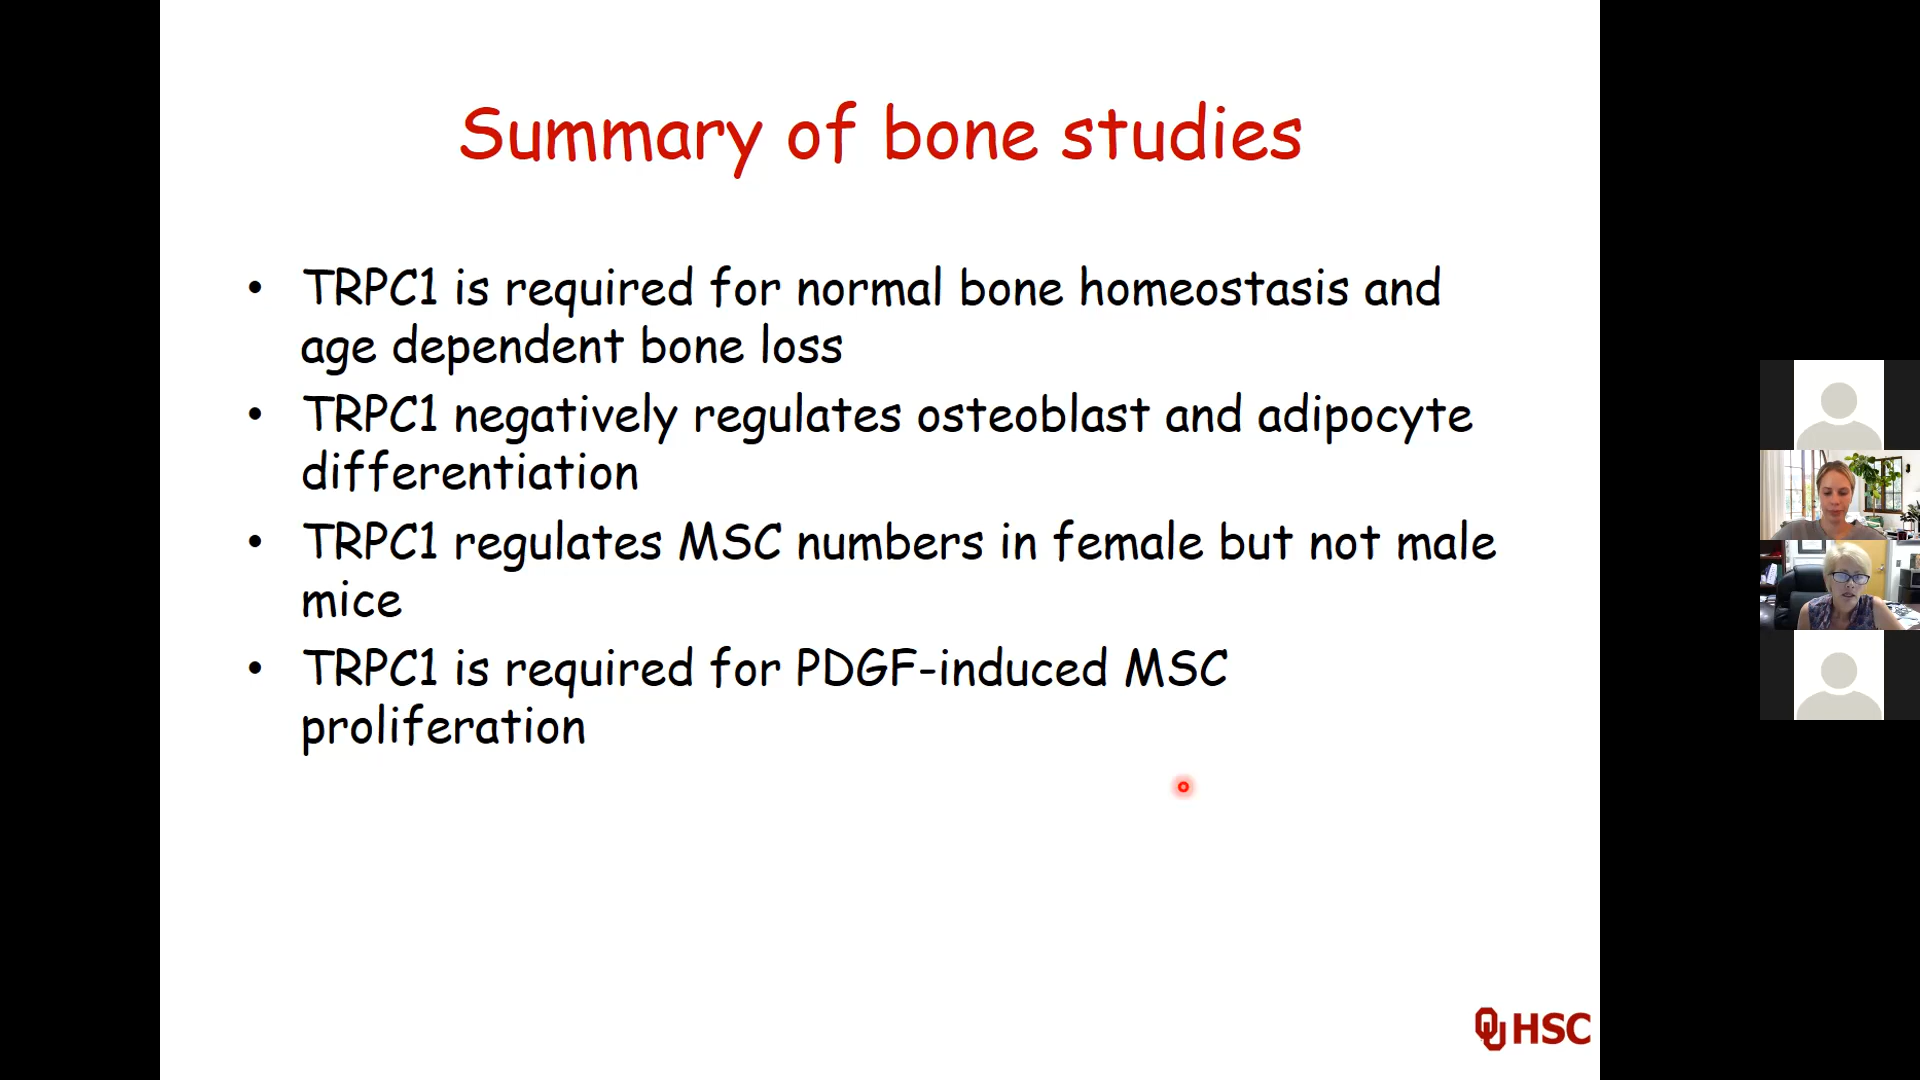 Summary of bone studies
• TRPC1 is required for normal bone homeostasis and
age dependent bone loss
• TRPC1 negatively regulates osteoblast and adipocyte
differentiation
• TRPC1 regulates MSC numbers in female but not male
mice
• TRPC1 is required for PDGF-induced MSC
proliferation
OU HSC